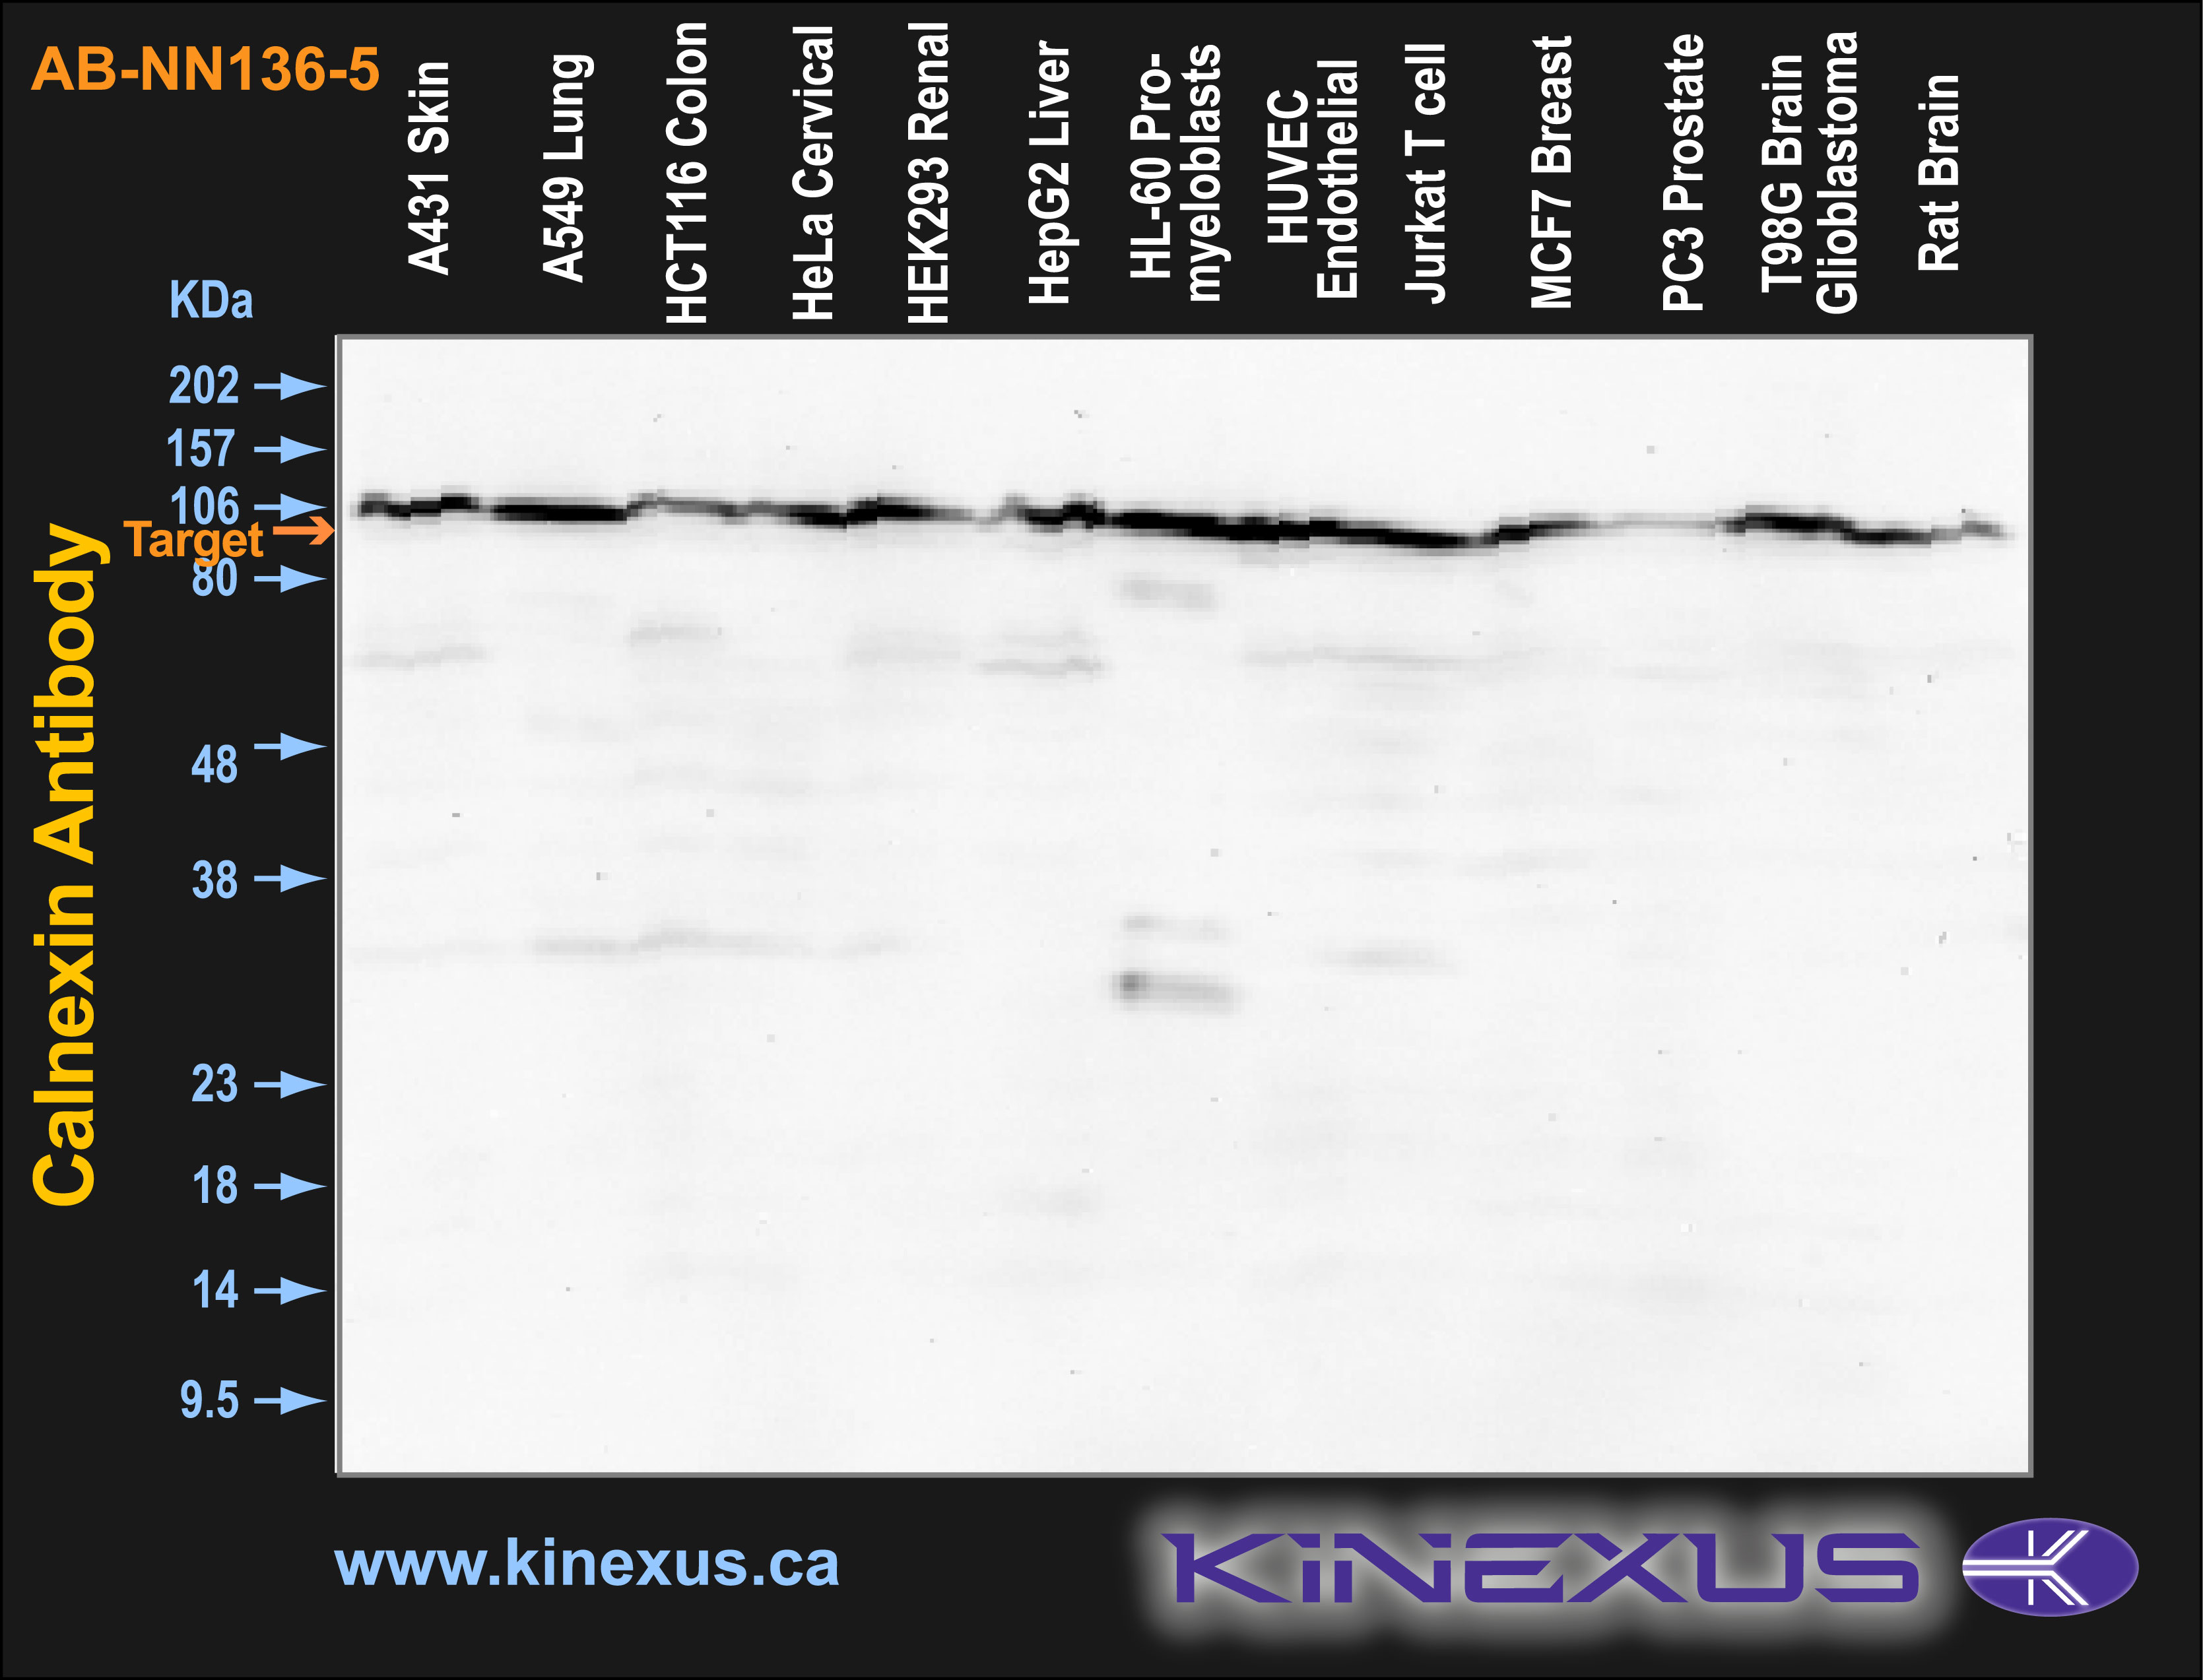 AB-NN136-5
A431 Skin
A549 Lung
HCT116 Colon
HeLa Cervical
HEK293 Renal
HepG2 Liver
HL-60 Pro-
myeloblasts
HUVEC
Endothelial
Jurkat T cell
MCF7 Breast
PC3 Prostate
T98G Brain
Glioblastoma
Rat Brain
KDa
202
157
106
Target
80
48
38
23
18
14
9.5
Calnexin Antibody
www.kinexus.ca
KiNEXUS